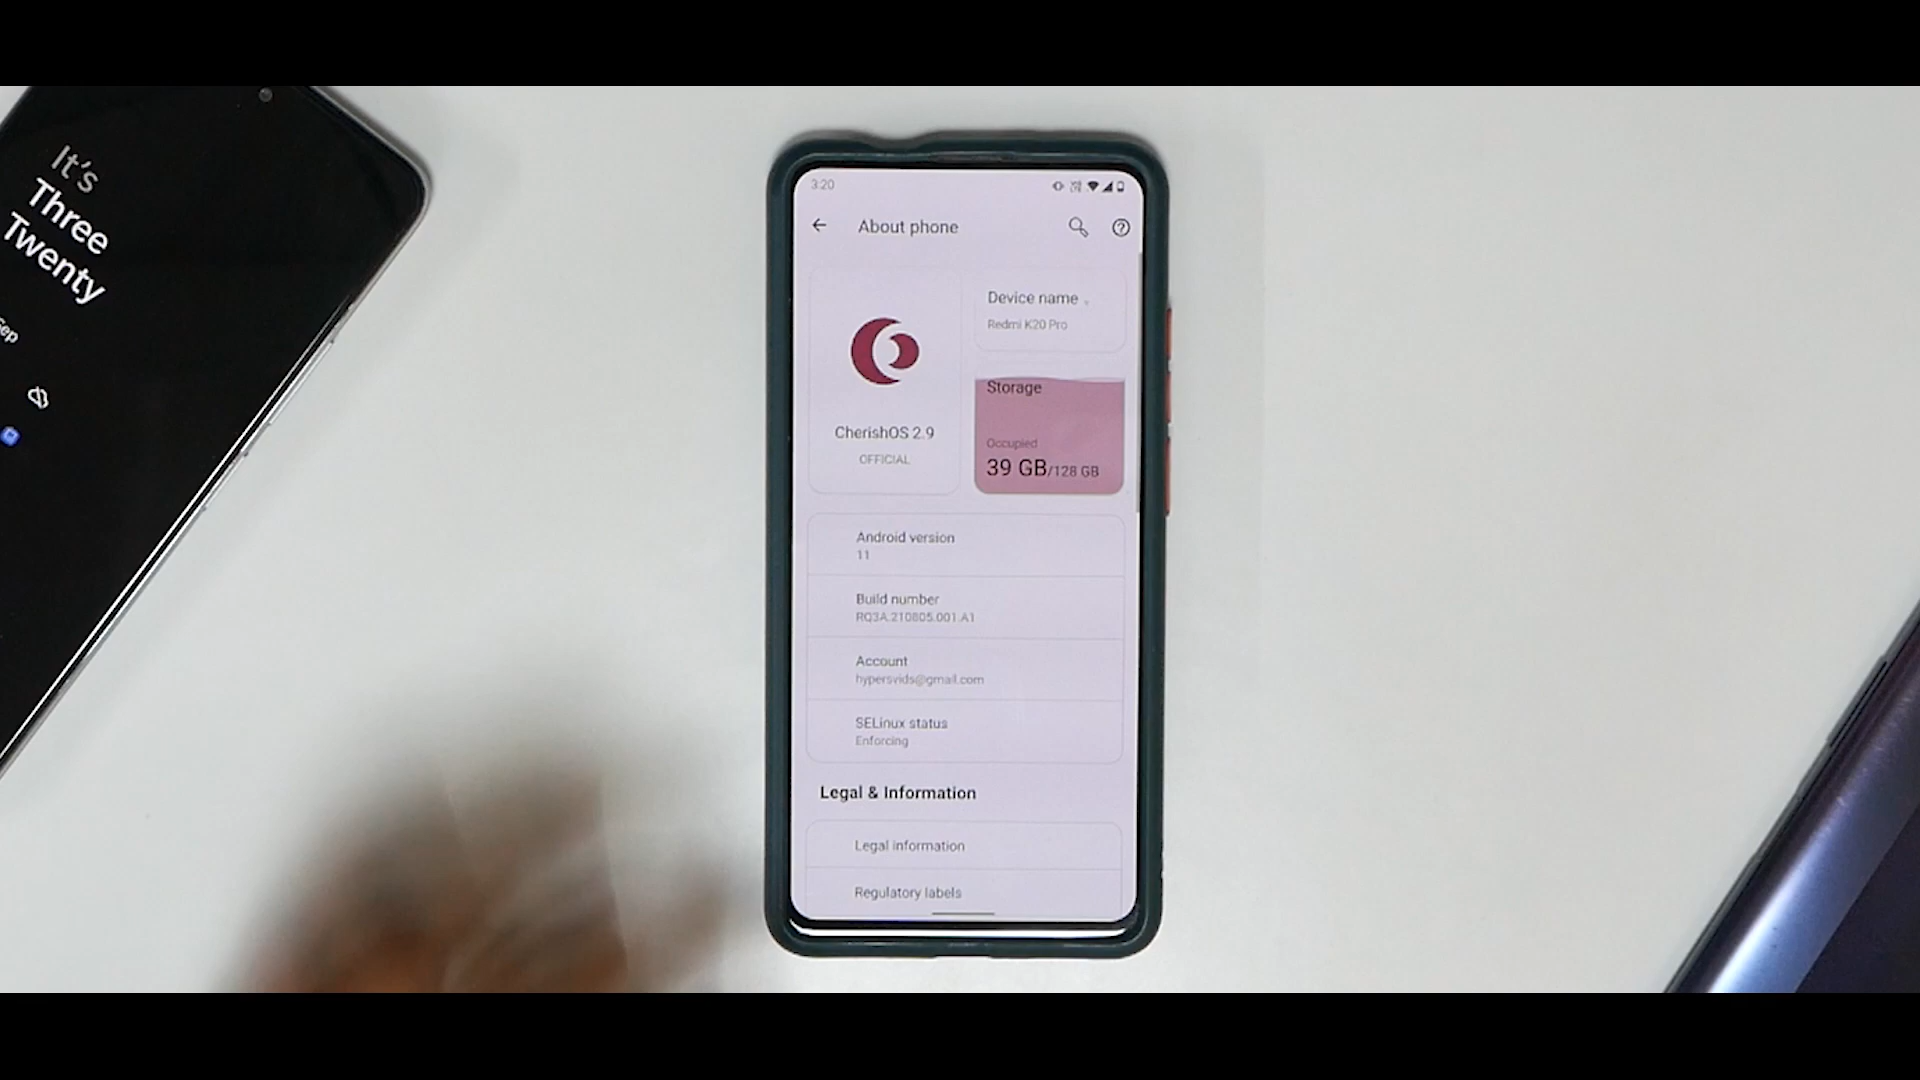 It's
Three
Twenty
3:20
About phone
Device name
Redmi K20 Pro
CherishOS 2.9
OFFICIAL
Storage
Occupied
39 GB/128 GB
Android version
11
Build number
RQ3A.210805.001.A1
Account
hypersvids@gmail.com
SELinux status
Enforcing
Legal & Information
Legal information
Regulatory labels